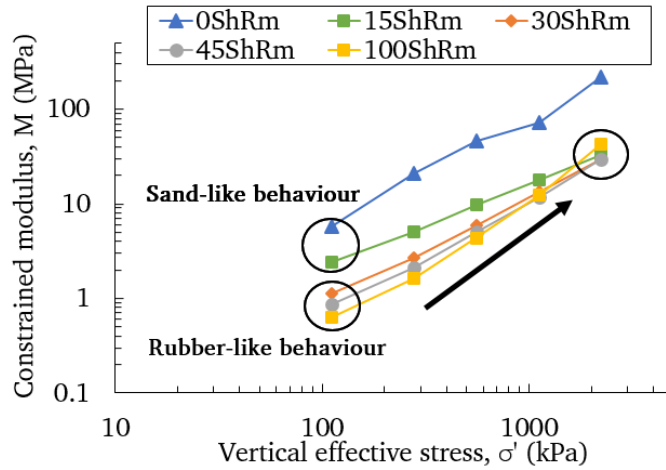 0ShRm 15ShRm 30ShRm
45ShRm 100ShRm
Constrained modulus, M (MPa)
100
10
1
0.1
Sand-like behaviour
Rubber-like behaviour
10 100 1000
Vertical effective stress, σ' (kPa)